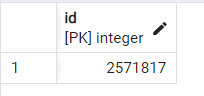 id
[PK] integer
1 2571817